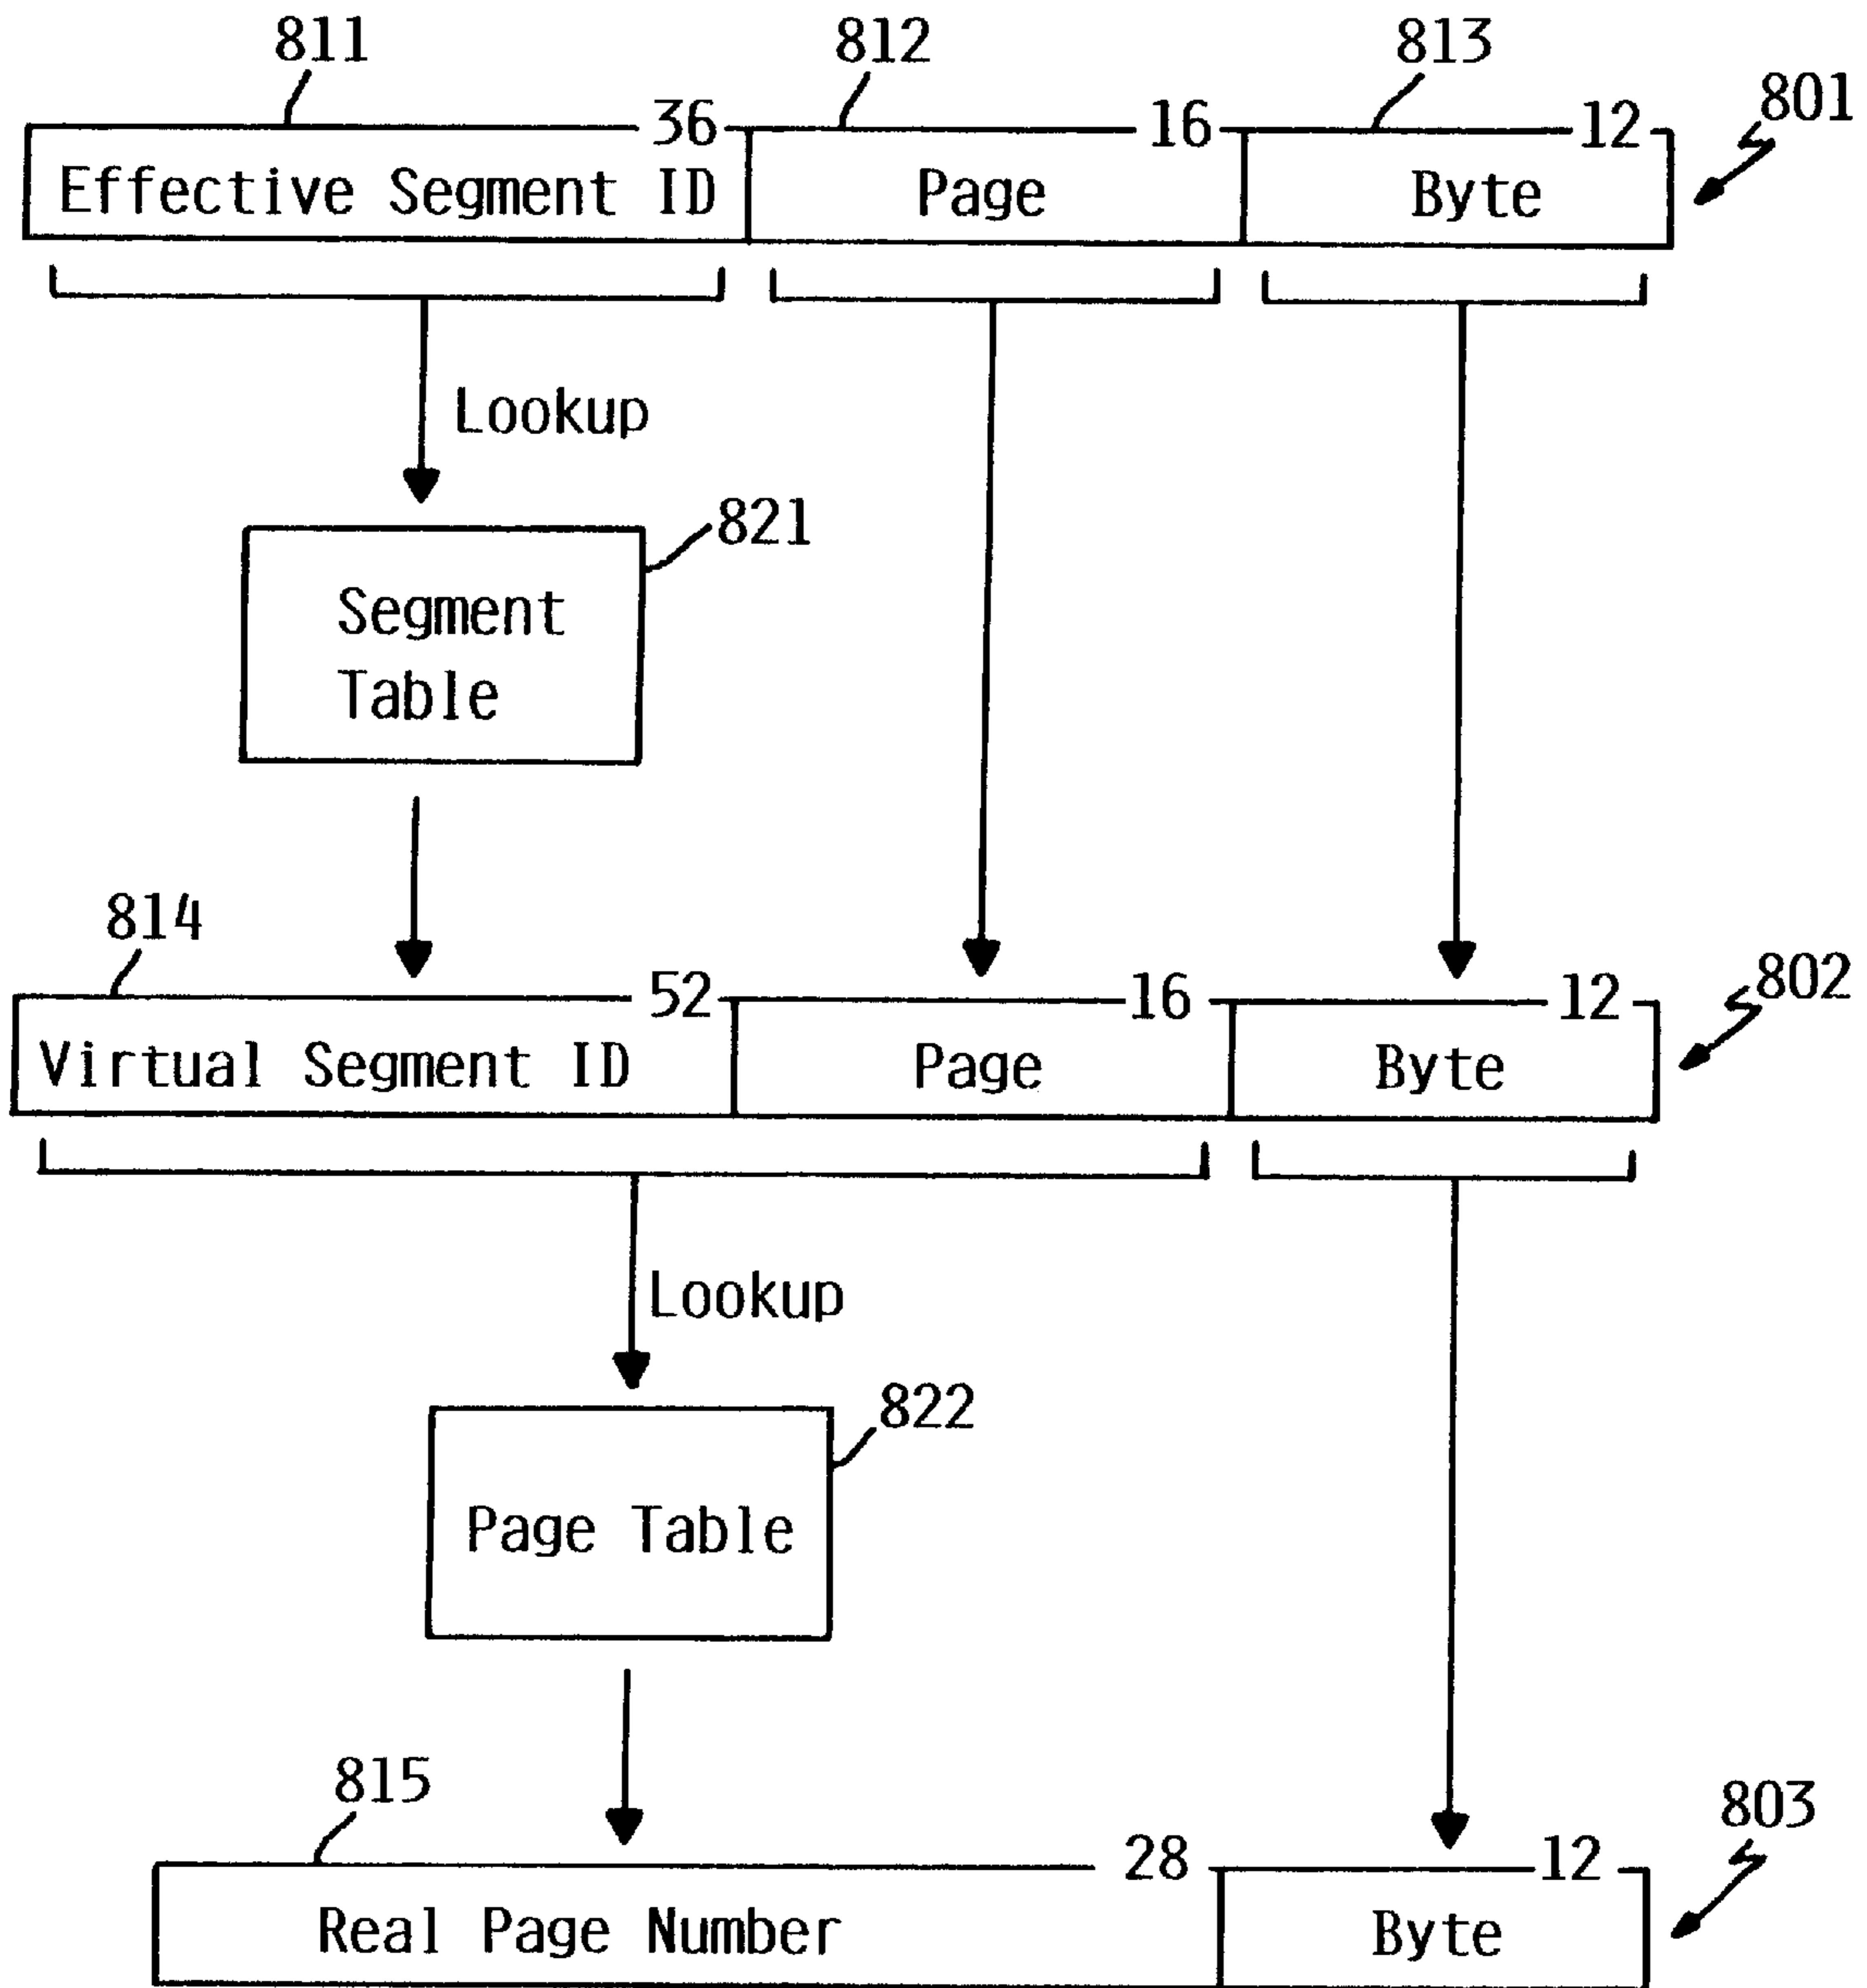 811 812 813
36 16 12 801
Effective Segment ID Page Byte
Lookup
821
Segment
Table
814
52 16 12 802
Virtual Segment ID Page Byte
Lookup
822
Page Table
815
28 12 803
Real Page Number Byte